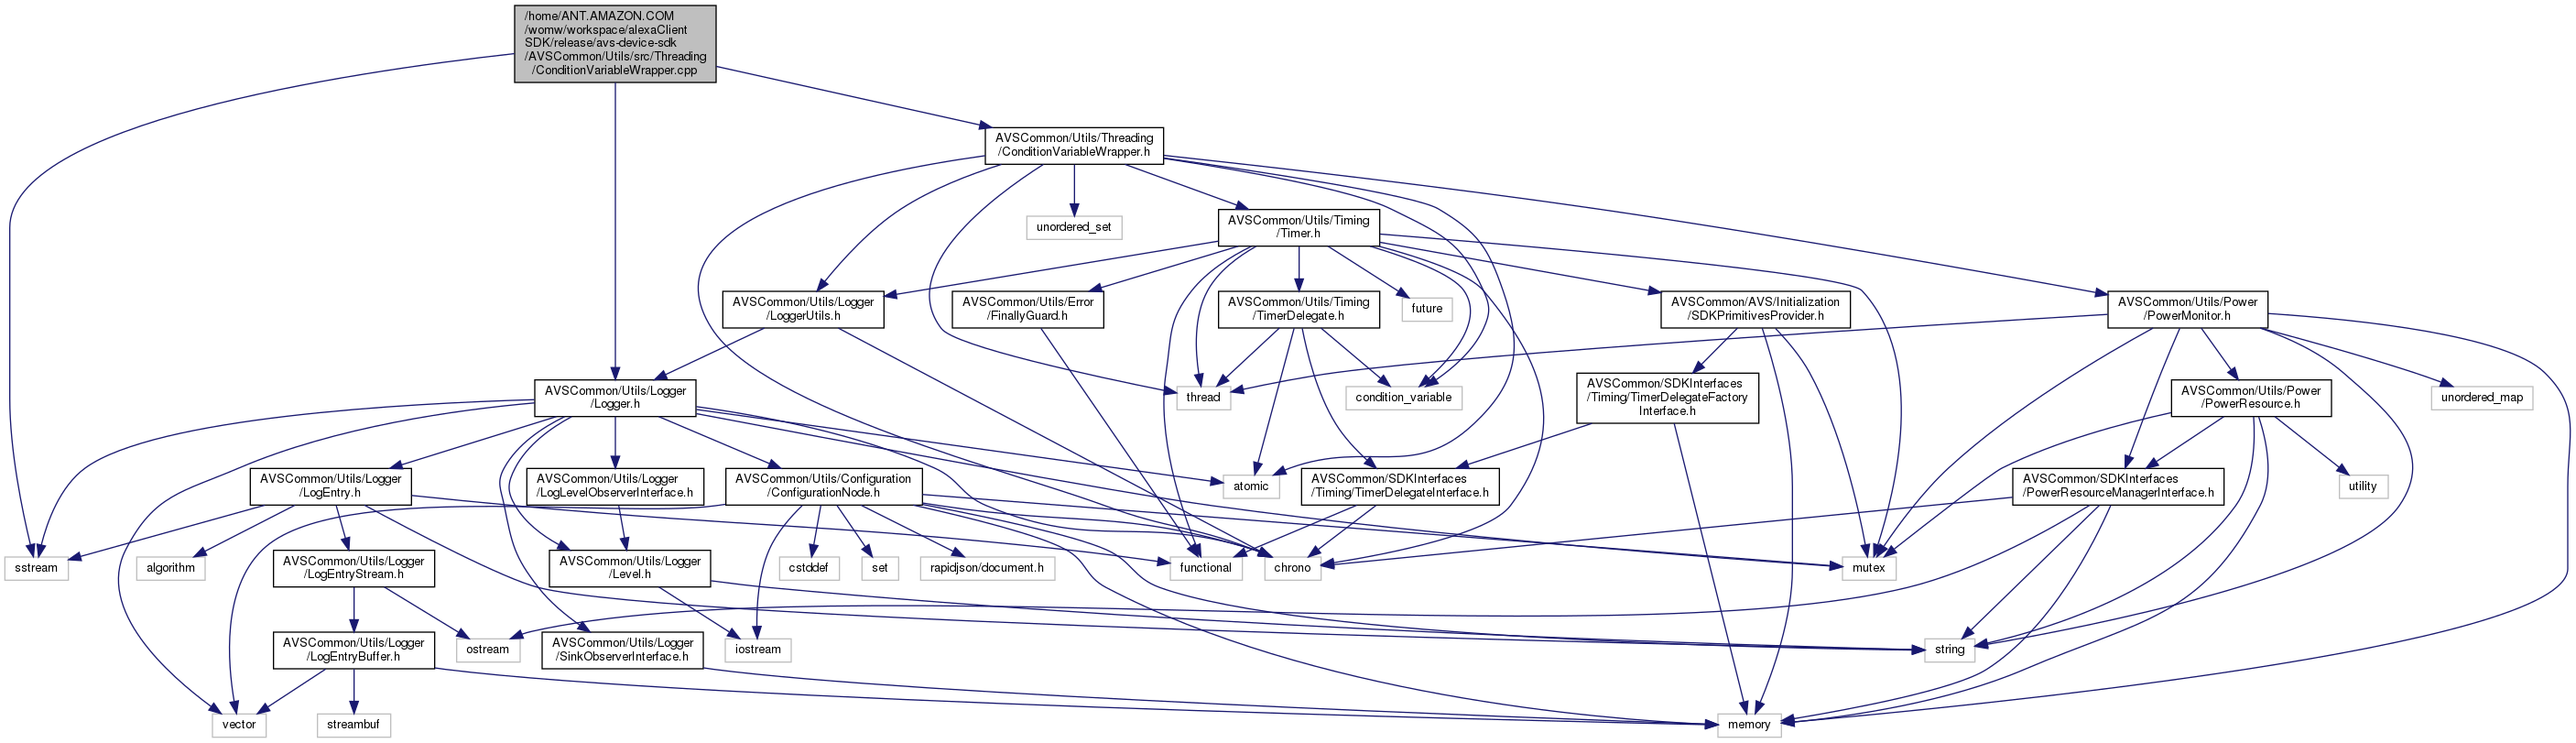 /home/ANT.AMAZON.COM
/womw/workspace/alexaClient
SDK/release/avs-device-sdk
/AVSCommon/Utils/src/Threading
/ConditionVariableWrapper.cpp
AVSCommon/Utils/Threading
/ConditionVariableWrapper.h
unordered_set
AVSCommon/Utils/Timing
/Timer.h
AVSCommon/Utils/Logger
/LoggerUtils.h
AVSCommon/Utils/Error
/FinallyGuard.h
AVSCommon/Utils/Timing
/TimerDelegate.h
future
AVSCommon/AVS/Initialization
/SDKPrimitivesProvider.h
AVSCommon/Utils/Power
/PowerMonitor.h
AVSCommon/Utils/Logger
/Logger.h
thread
condition_variable
AVSCommon/SDKInterfaces
/Timing/TimerDelegateFactory
Interface.h
AVSCommon/Utils/Power
/PowerResource.h
unordered_map
AVSCommon/Utils/Logger
/LogEntry.h
AVSCommon/Utils/Logger
/LogLevelObserverInterface.h
AVSCommon/Utils/Configuration
/ConfigurationNode.h
atomic
AVSCommon/SDKInterfaces
/Timing/TimerDelegateInterface.h
AVSCommon/SDKInterfaces
/PowerResourceManagerInterface.h
utility
sstream
algorithm
AVSCommon/Utils/Logger
/LogEntryStream.h
AVSCommon/Utils/Logger
/Level.h
cstddef
set
rapidjson/document.h
functional
chrono
mutex
AVSCommon/Utils/Logger
/LogEntryBuffer.h
ostream
AVSCommon/Utils/Logger
/SinkObserverInterface.h
iostream
string
vector
streambuf
memory